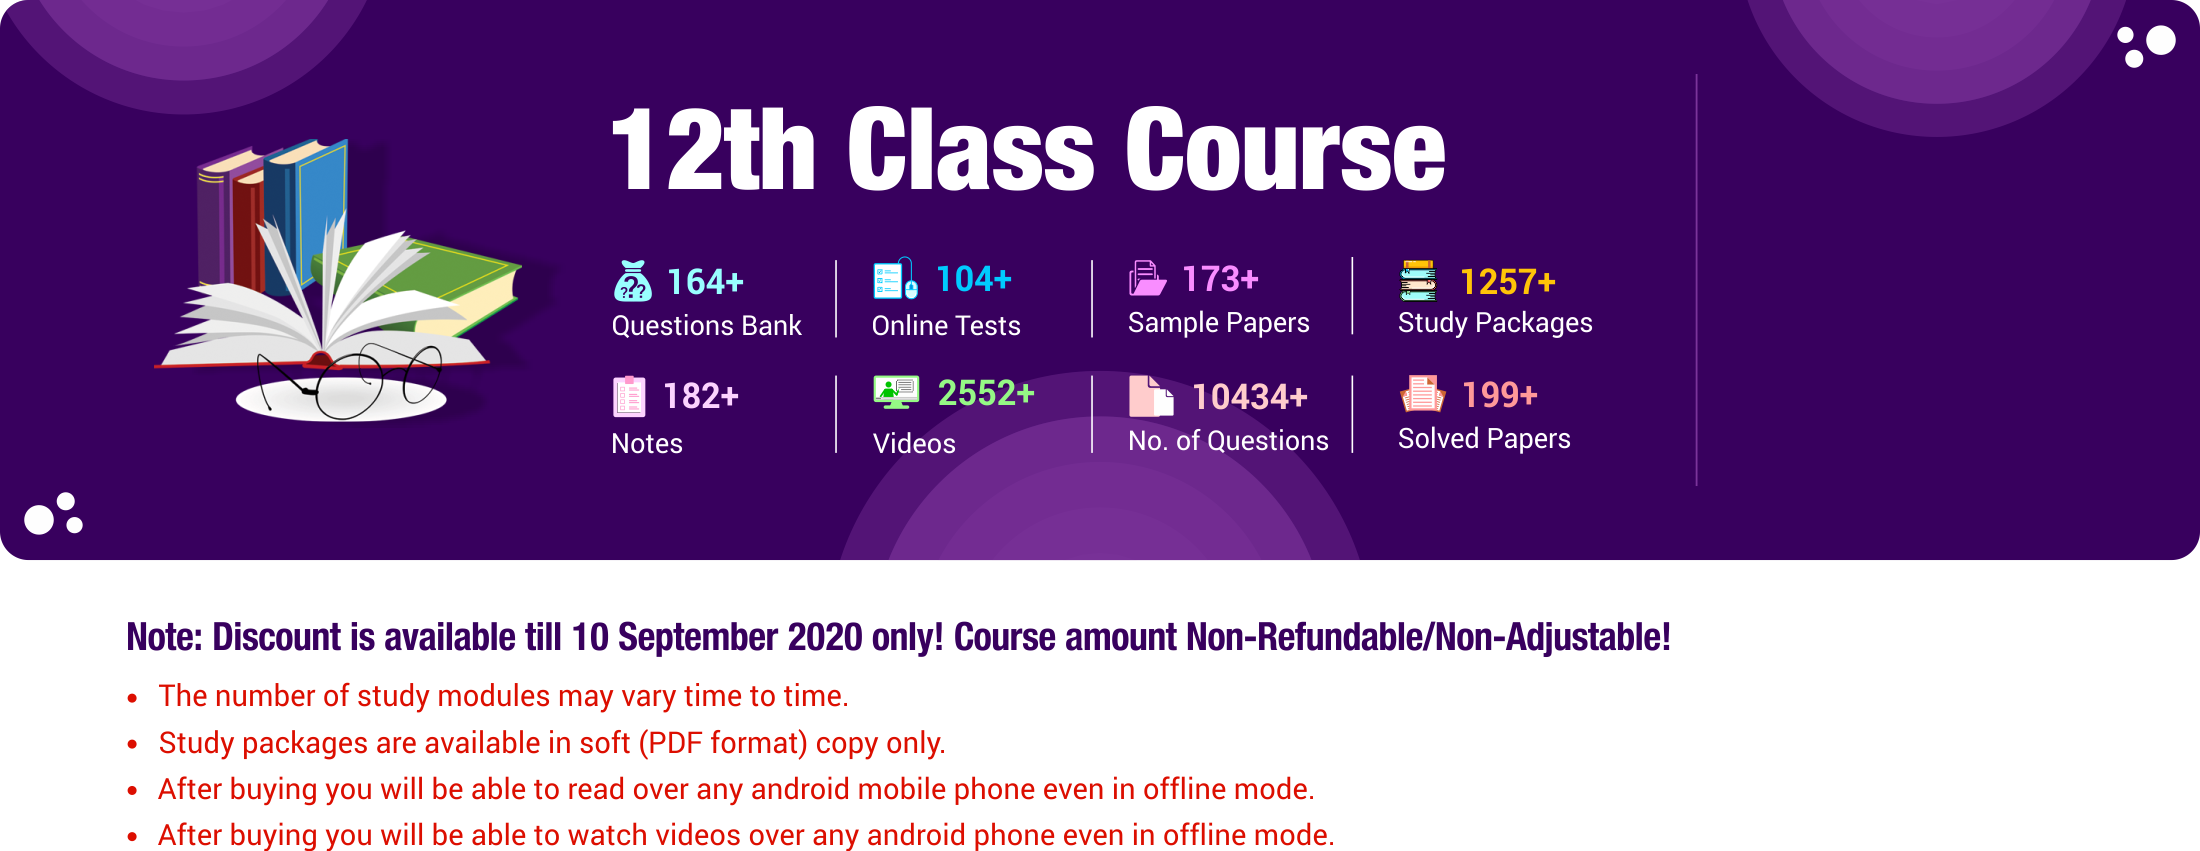 12th Class Course
164+ 104+ 173+ 1257+
Questions Bank Online Tests Sample Papers Study Packages
182+ 2552+ 10434+ 199+
Notes Videos No. of Questions Solved Papers
Note: Discount is available till 10 September 2020 only! Course amount Non-Refundable/Non-Adjustable!
• The number of study modules may vary time to time.
• Study packages are available in soft (PDF format) copy only.
• After buying you will be able to read over any android mobile phone even in offline mode.
• After buying you will be able to watch videos over any android phone even in offline mode.